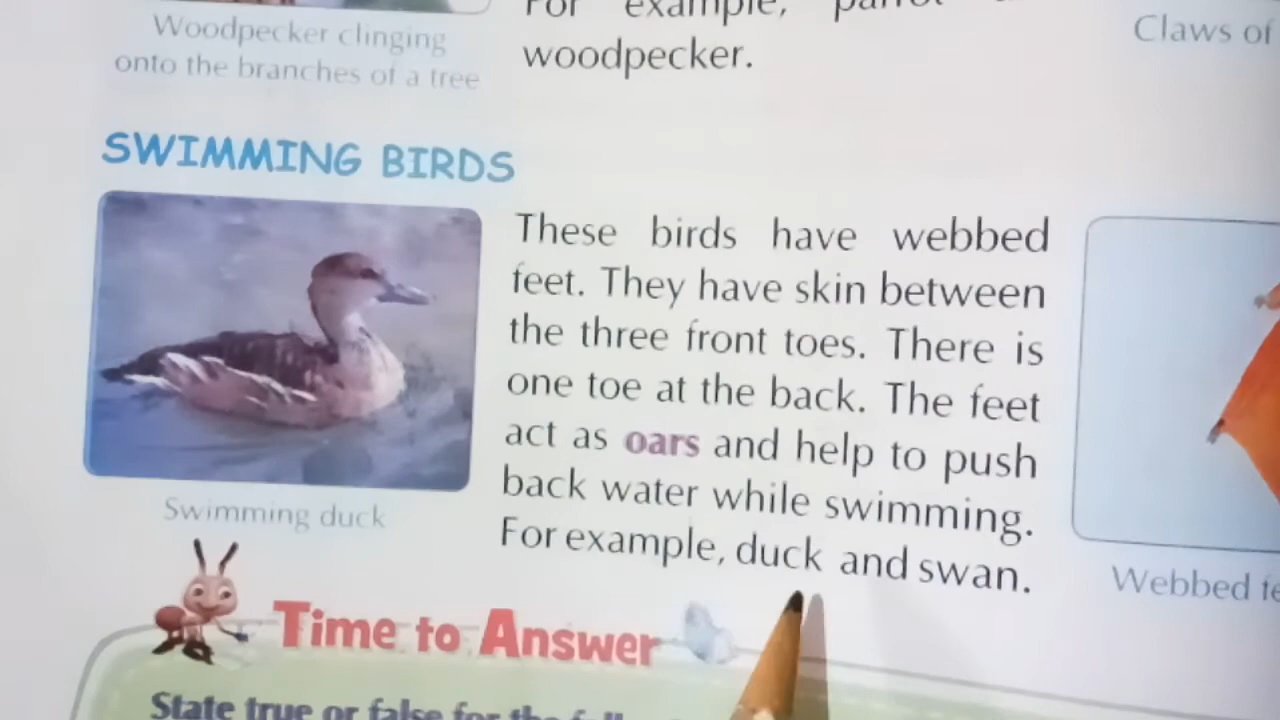 Woodpecker clinging
onto the branches of a tree
For example, parrot
woodpecker.
Claws of
SWIMMING BIRDS
These birds have webbed
feet. They have skin between
the three front toes. There is
one toe at the back. The feet
act as oars and help to push
back water while swimming.
For example, duck and swan.
Swimming duck
Webbed
Time to Answer
State true or false for the